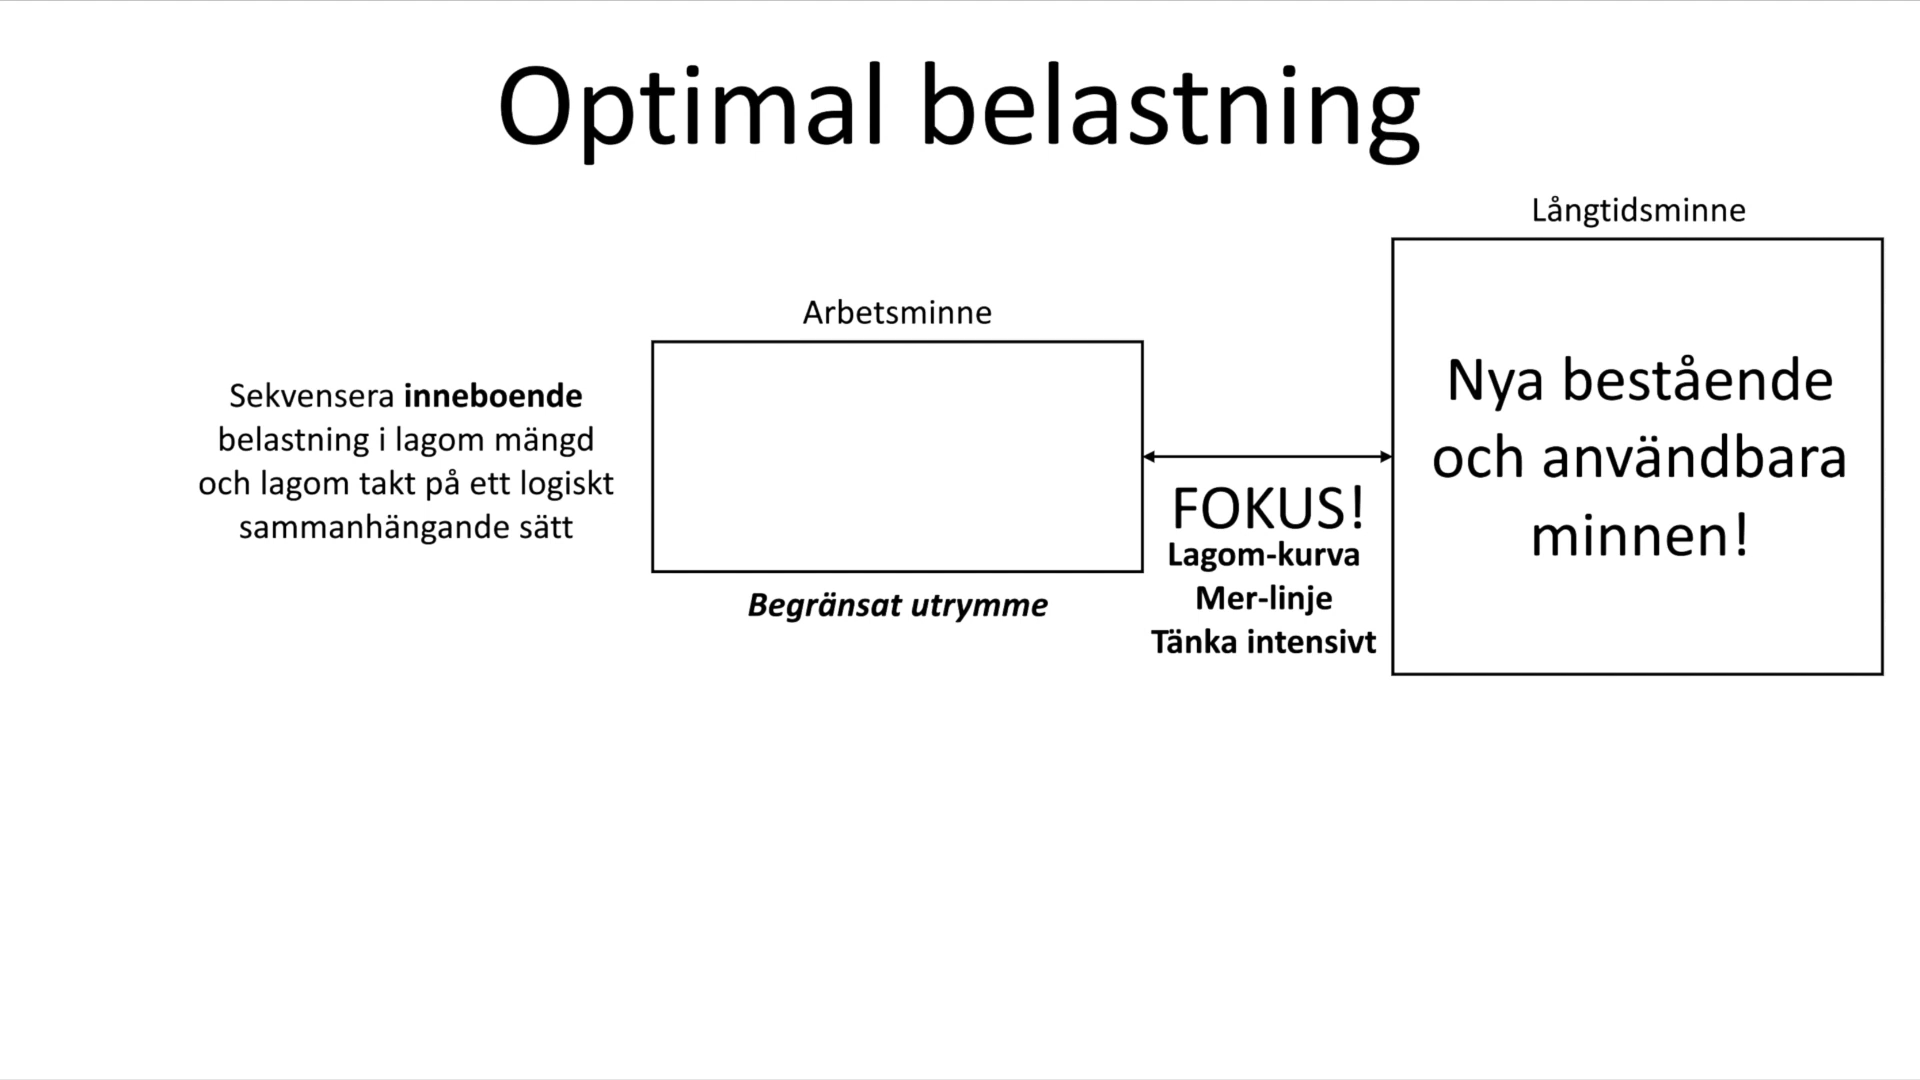 Optimal belastning
Långtidsminne
Arbetsminne
Sekvensera inneboende
belastning i lagom mängd
och lagom takt på ett logiskt
sammanhängande sätt
Begränsat utrymme
FOKUS!
Lagom-kurva
Mer-linje
Tänka intensivt
Nya bestående
och användbara
minnen!